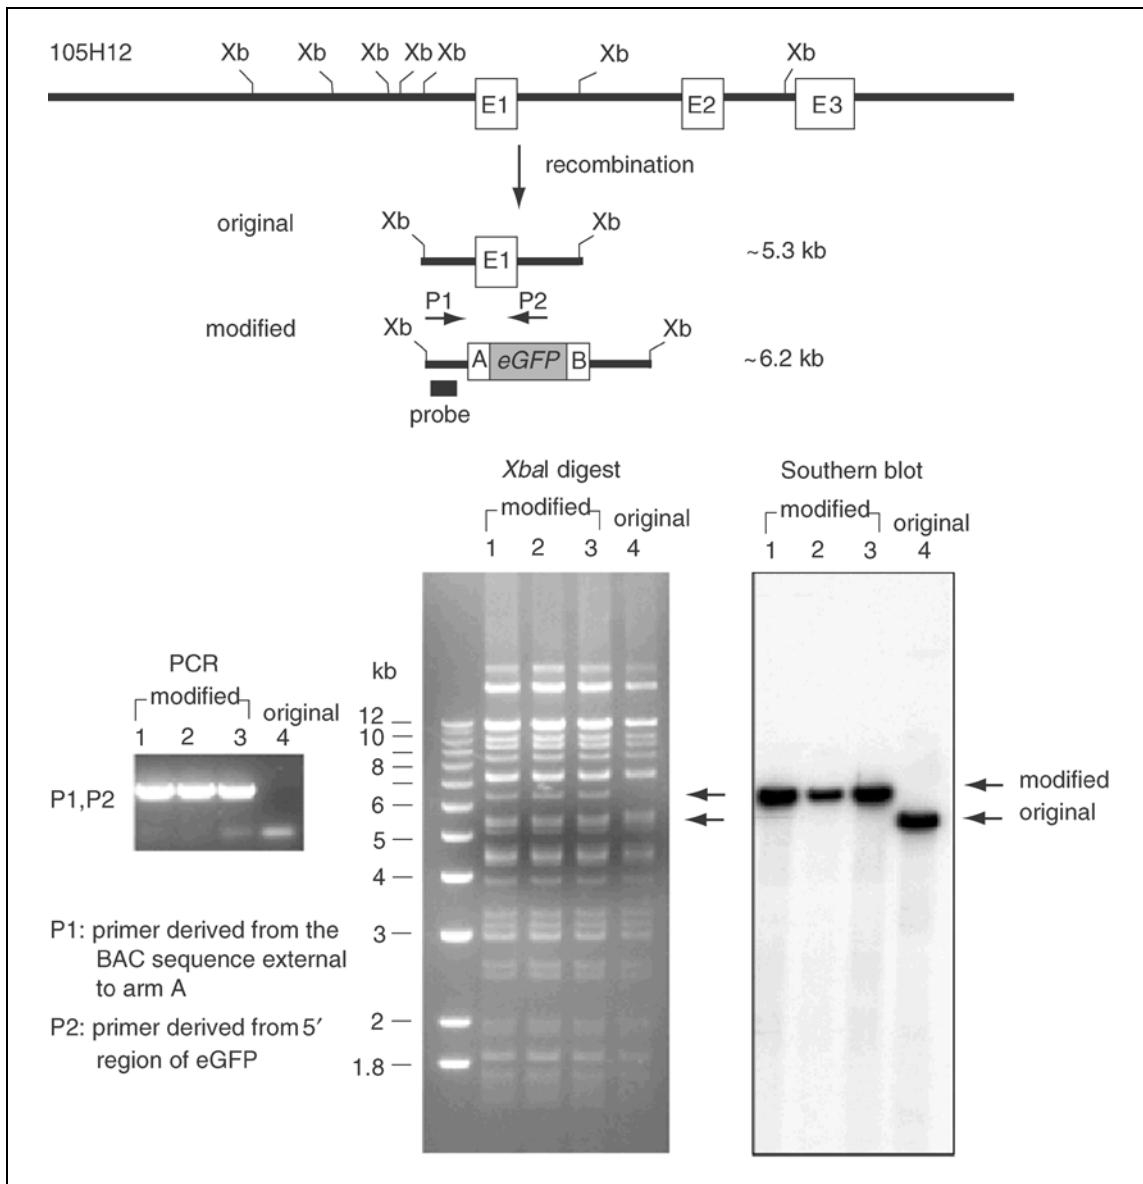 105H12 Xb Xb Xb Xb Xb Xb Xb
E1 E2 E3
recombination
original Xb Xb
E1 ~5.3 kb
P1 P2
modified Xb Xb
A eGFP B ~6.2 kb
probe
XbaI digest
modified original
1 2 3 4
Southern blot
modified original
1 2 3 4
PCR
modified original
1 2 3 4
P1,P2
kb
12
10
8
6
5
4
3
2
1.8
modified
original
P1: primer derived from the
BAC sequence external
to arm A
P2: primer derived from 5′
region of eGFP